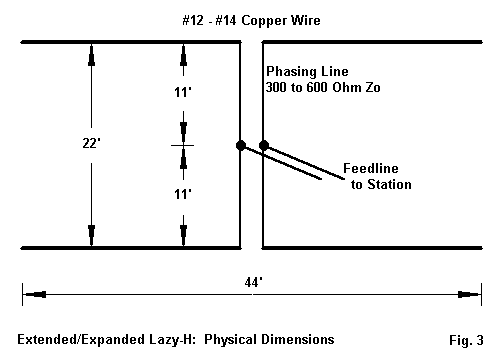 #12 - #14 Copper Wire
Phasing Line
300 to 600 Ohm Zo
11'
22'
Feedline
to Station
11'
44'
Extended/Expanded Lazy-H: Physical Dimensions
Fig. 3